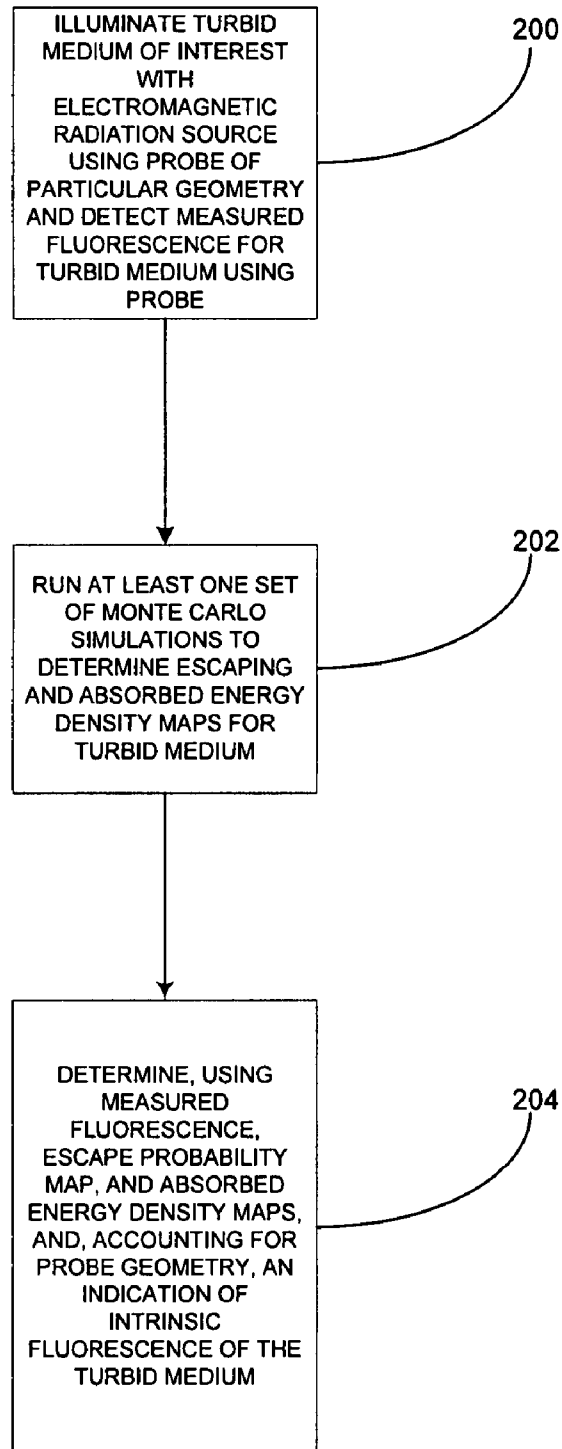 ILLUMINATE TURBID
MEDIUM OF INTEREST
WITH
ELECTROMAGNETIC
RADIATION SOURCE
USING PROBE OF
PARTICULAR GEOMETRY
AND DETECT MEASURED
FLUORESCENCE FOR
TURBID MEDIUM USING
PROBE
200
RUN AT LEAST ONE SET
OF MONTE CARLO
SIMULATIONS TO
DETERMINE ESCAPING
AND ABSORBED ENERGY
DENSITY MAPS FOR
TURBID MEDIUM
202
DETERMINE, USING
MEASURED
FLUORESCENCE,
ESCAPE PROBABILITY
MAP, AND ABSORBED
ENERGY DENSITY MAPS,
AND, ACCOUNTING FOR
PROBE GEOMETRY, AN
INDICATION OF
INTRINSIC
FLUORESCENCE OF THE
TURBID MEDIUM
204